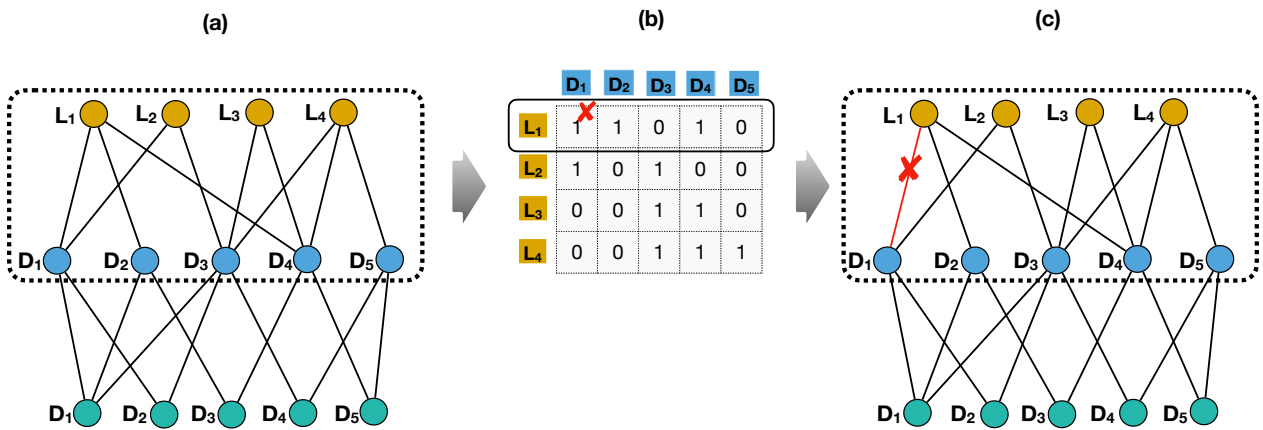 (a)
L1 L2 L3 L4
D1 D2 D3 D4 D5
D1 D2 D3 D4 D5
(b)
D1 D2 D3 D4 D5
L1 1 1 0 1 0
L2 1 0 1 0 0
L3 0 0 1 1 0
L4 0 0 1 1 1
(c)
L1 L2 L3 L4
D1 D2 D3 D4 D5
D1 D2 D3 D4 D5